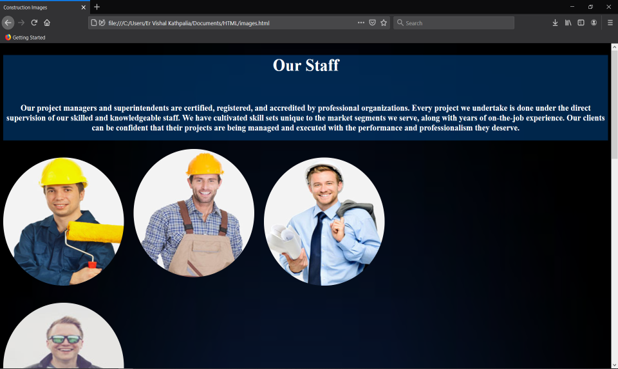 Construction Images
file:///C:/Users/Er Vishal Kathpalia/Documents/HTML/images.html
Search
Getting Started
Our Staff
Our project managers and superintendents are certified, registered, and accredited by professional organizations. Every project we undertake is done under the direct
supervision of our skilled and knowledgeable staff. We have cultivated skill sets unique to the market segments we serve, along with years of on-the-job experience. Our clients
can be confident that their projects are being managed and executed with the performance and professionalism they deserve.